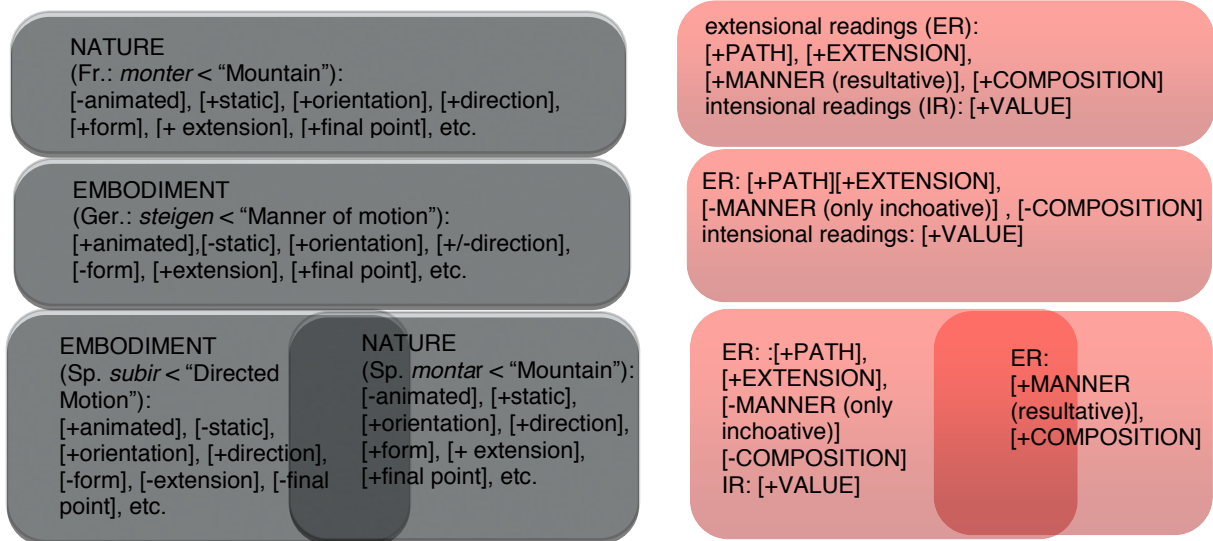 NATURE
(Fr.: monter < “Mountain”):
[-animated], [+static], [+orientation], [+direction],
[+form], [+ extension], [+final point], etc.
extensional readings (ER):
[+PATH], [+EXTENSION],
[+MANNER (resultative)], [+COMPOSITION]
intensional readings (IR): [+VALUE]
EMBODIMENT
(Ger.: steigen < “Manner of motion”):
[+animated],[-static], [+orientation], [+/-direction],
[-form], [+extension], [+final point], etc.
ER: [+PATH][+EXTENSION],
[-MANNER (only inchoative)] , [-COMPOSITION]
intensional readings: [+VALUE]
EMBODIMENT
(Sp. subir < “Directed
Motion”):
[+animated], [-static],
[+orientation], [+direction],
[-form], [-extension], [-final
point], etc.
NATURE
(Sp. montar < “Mountain”):
[-animated], [+static],
[+orientation], [+direction],
[+form], [+ extension],
[+final point], etc.
ER: :[+PATH],
[+EXTENSION],
[-MANNER (only
inchoative)]
[-COMPOSITION]
IR: [+VALUE]
ER:
[+MANNER
(resultative)],
[+COMPOSITION]